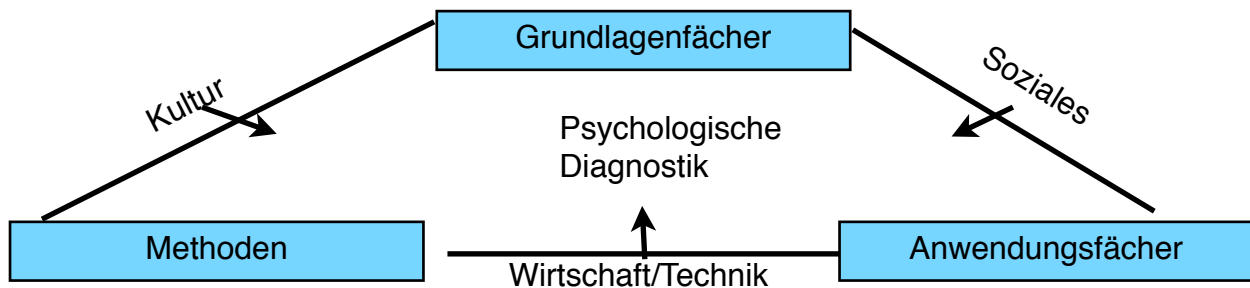 Grundlagenfächer
Kultur
Soziales
Psychologische
Diagnostik
Methoden
Anwendungsfächer
Wirtschaft/Technik